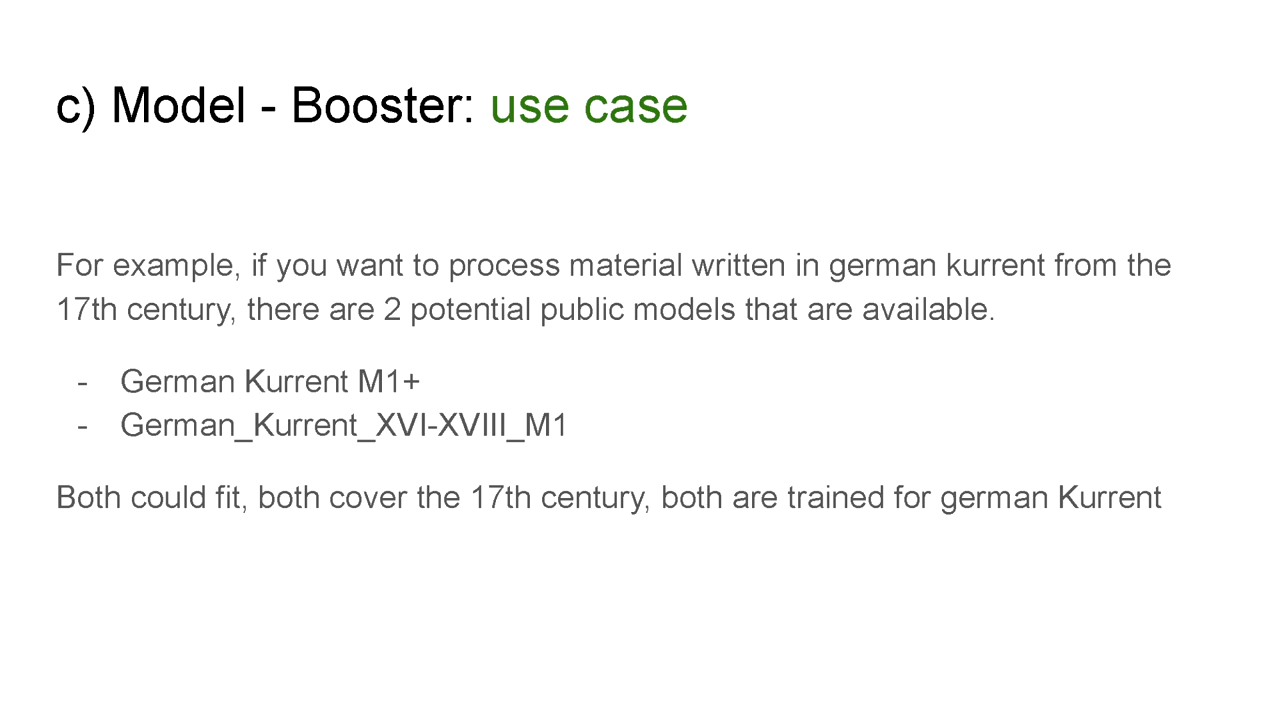 c) Model - Booster: use case
For example, if you want to process material written in german kurrent from the
17th century, there are 2 potential public models that are available.
- German Kurrent M1+
- German_Kurrent_XVI-XVIII_M1
Both could fit, both cover the 17th century, both are trained for german Kurrent